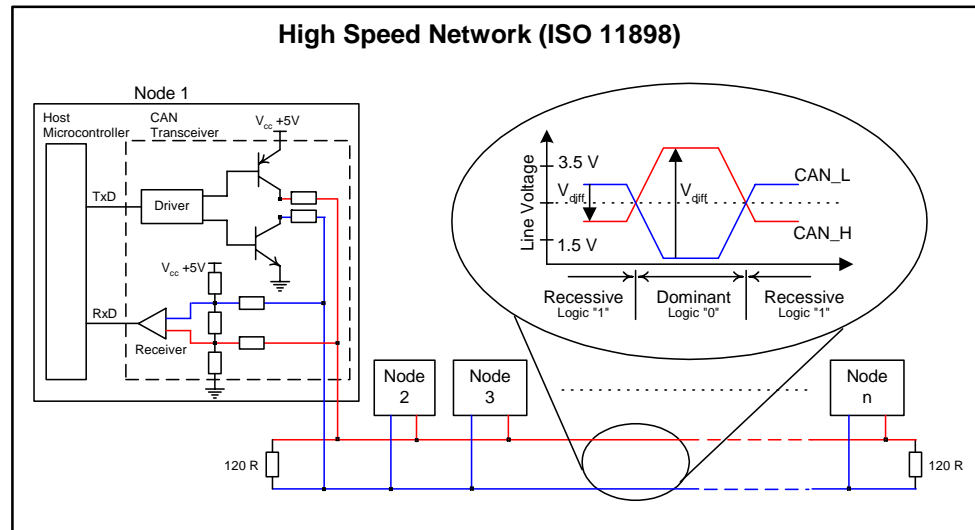 High Speed Network (ISO 11898)
Node 1
Host
Microcontroller
CAN
Transceiver
Vcc +5V
TxD
Driver
Vcc +5V
RxD
Receiver
Line Voltage
3.5 V
1.5 V
Vdiff
Vdiff
CAN_L
CAN_H
Recessive
Logic "1"
Dominant
Logic "0"
Recessive
Logic "1"
Node
2
Node
3
Node
n
120 R
120 R